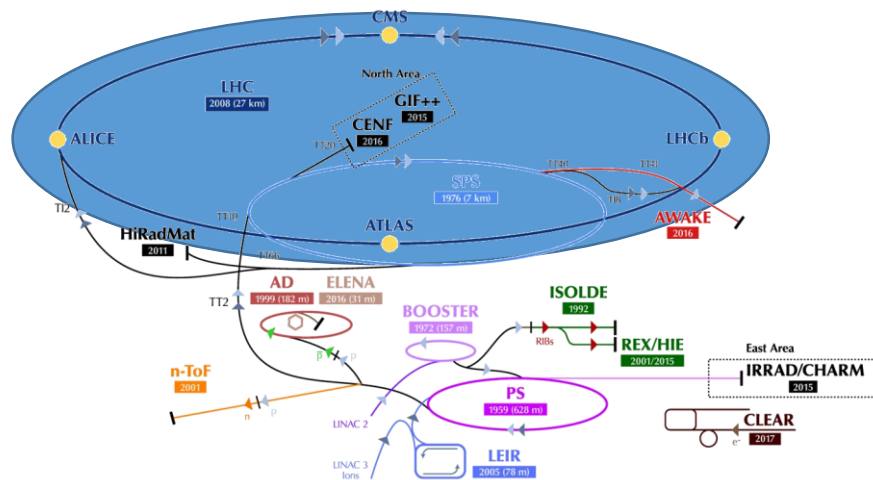 CMS
North Area
LHC
2008 (27 km)
GIF++
2015
CENF
2016
TT20
ALICE
LHCb
TT40
TT41
SPS
1976 (7 km)
TI8
TI2
TT10
ATLAS
AWAKE
2016
HiRadMat
2011
TT66
AD
1999 (182 m)
ELENA
2016 (31 m)
TT2
ISOLDE
1992
BOOSTER
1972 (157 m)
RIBs
REX/HIE
2001/2015
p
p
East Area
n-ToF
2001
IRRAD/CHARM
2015
PS
1959 (628 m)
n
p
LINAC 2
CLEAR
2017
e-
LEIR
2005 (78 m)
LINAC 3
Ions